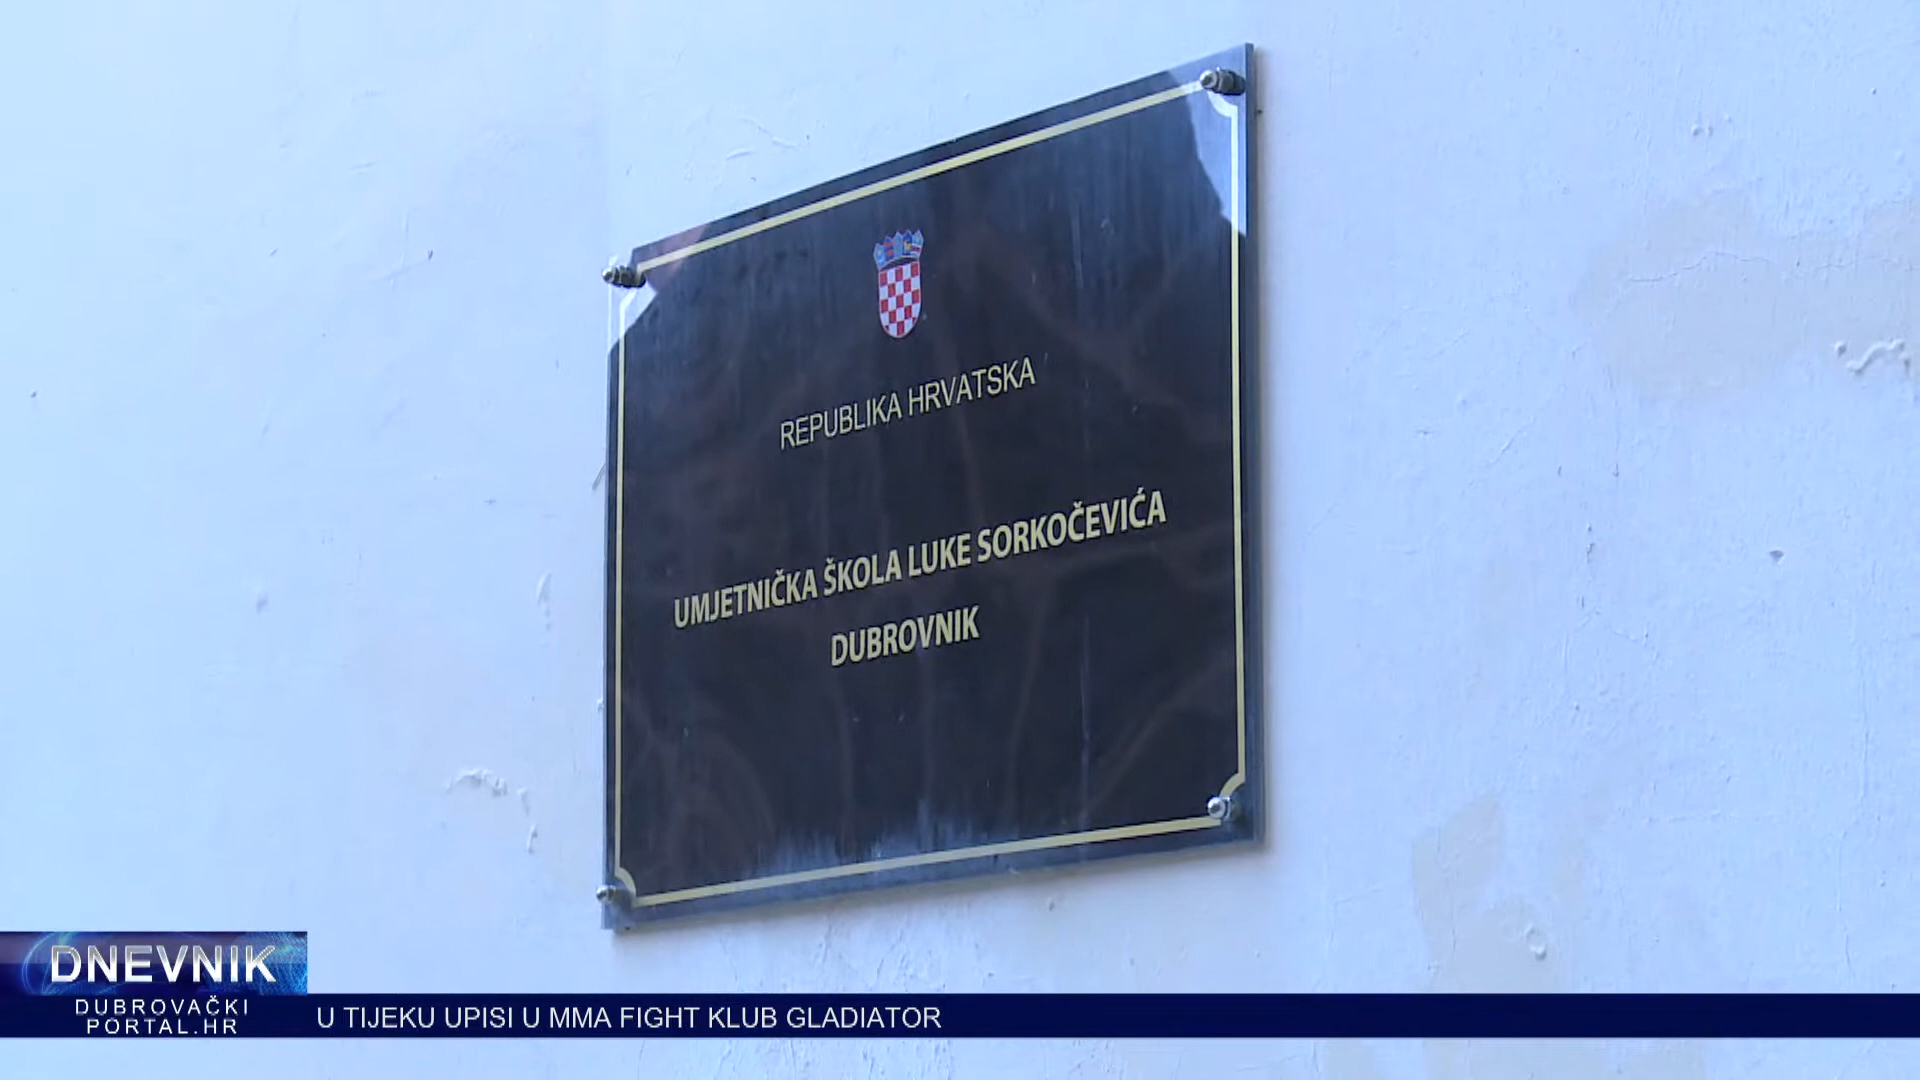 REPUBLIKA HRVATSKA
UMJETNIČKA ŠKOLA LUKE SORKOČEVIĆA
DUBROVNIK
DNEVNIK
DUBROVAČKI
PORTAL.HR
U TIJEKU UPISI U MMA FIGHT KLUB GLADIATOR